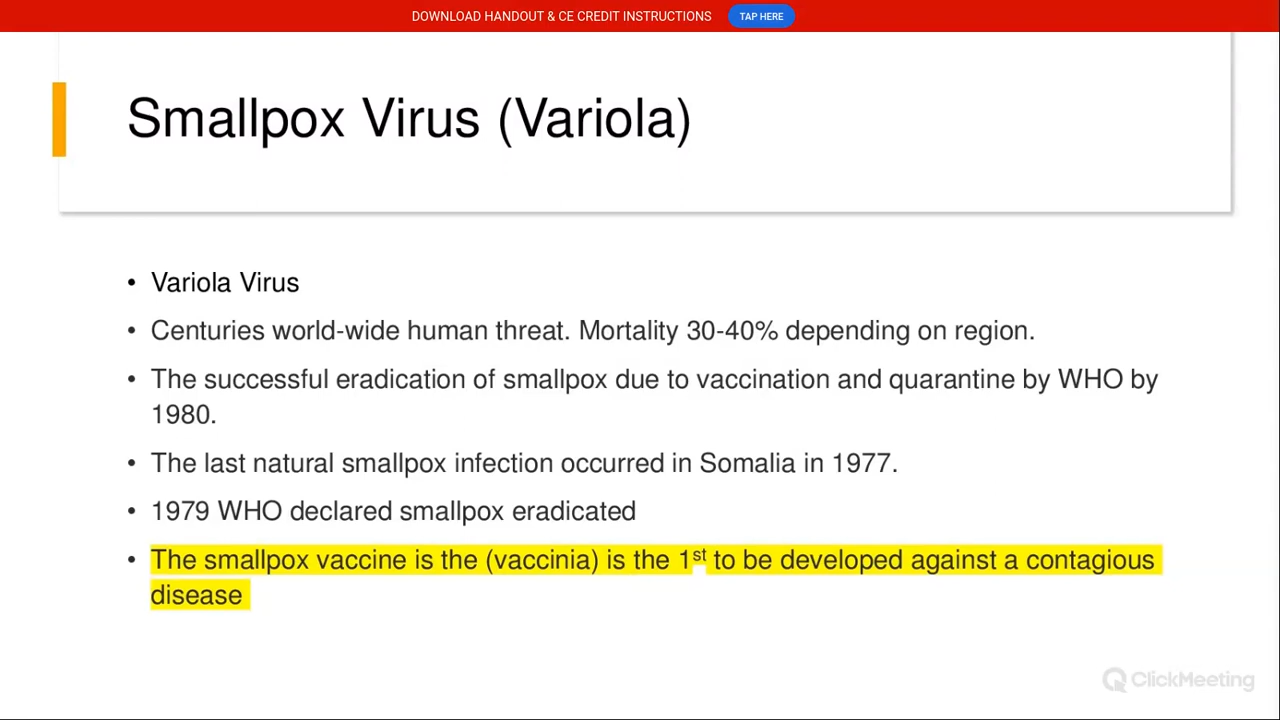 DOWNLOAD HANDOUT & CE CREDIT INSTRUCTIONS TAP HERE
Smallpox Virus (Variola)
• Variola Virus
• Centuries world-wide human threat. Mortality 30-40% depending on region.
• The successful eradication of smallpox due to vaccination and quarantine by WHO by
1980.
• The last natural smallpox infection occurred in Somalia in 1977.
• 1979 WHO declared smallpox eradicated
• The smallpox vaccine is the (vaccinia) is the 1st to be developed against a contagious
disease
ClickMeeting